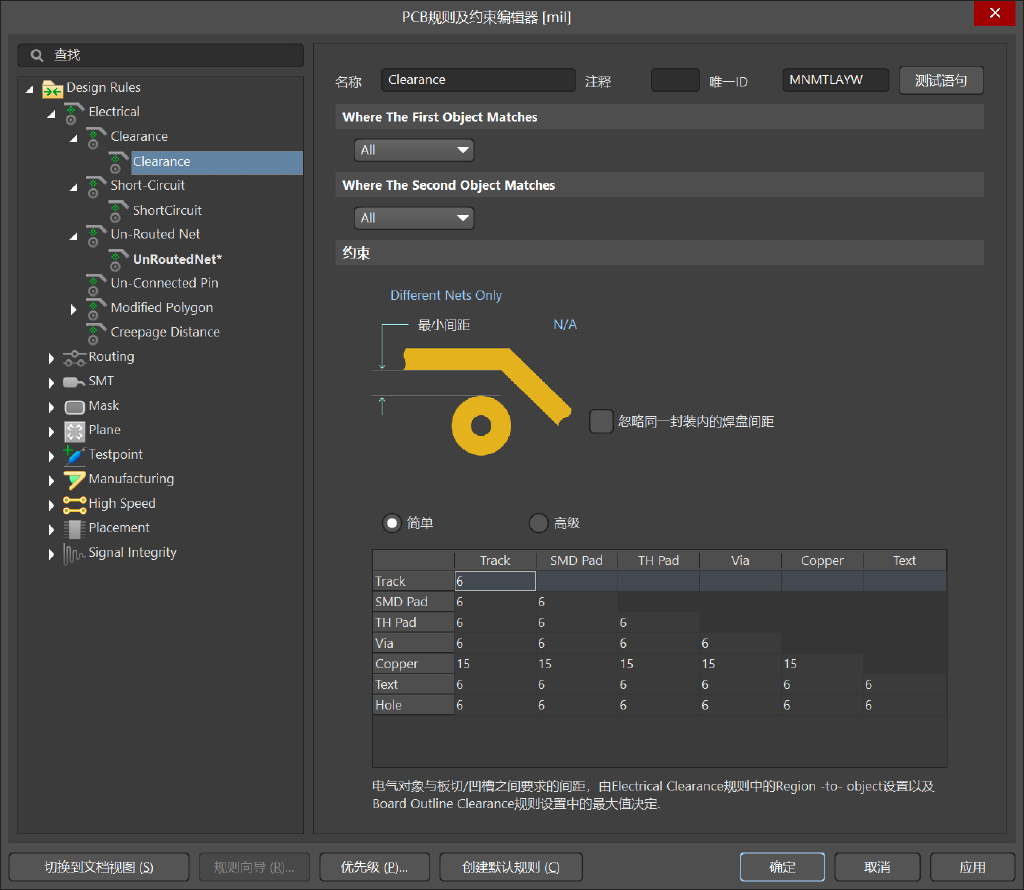 PCB规则及约束编辑器 [mil]
查找
Design Rules
Electrical
Clearance
Clearance
Short-Circuit
ShortCircuit
Un-Routed Net
UnRoutedNet*
Un-Connected Pin
Modified Polygon
Creepage Distance
Routing
SMT
Mask
Plane
Testpoint
Manufacturing
High Speed
Placement
Signal Integrity
名称 Clearance 注释 唯一ID MNMTLAYW 测试语句
Where The First Object Matches
All
Where The Second Object Matches
All
约束
Different Nets Only
最小间距 N/A
忽略同一封装内的焊盘间距
简单 高级
Track SMD Pad TH Pad Via Copper Text
Track 6
SMD Pad 6 6
TH Pad 6 6 6
Via 6 6 6 6
Copper 15 15 15 15 15
Text 6 6 6 6 6 6
Hole 6 6 6 6 6 6
电气对象与板切/凹槽之间要求的间距，由Electrical Clearance规则中的Region -to- object设置以及
Board Outline Clearance规则设置中的最大值决定.
切换到文档视图 (S) 规则向导 (R)... 优先级 (P)... 创建默认规则 (C) 确定 取消 应用